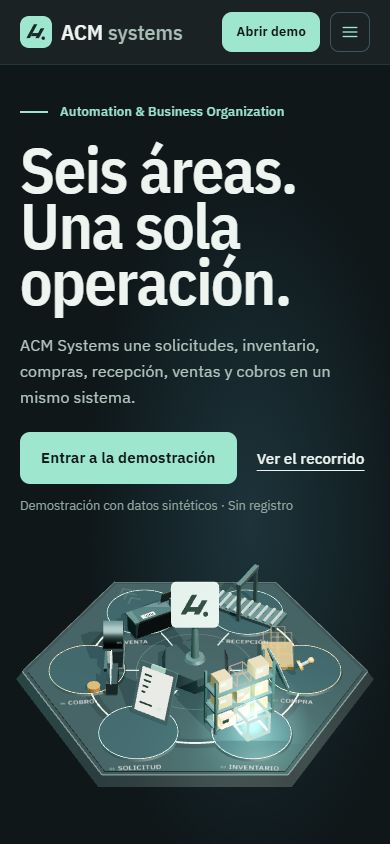 ACM systems
Abrir demo
Automation & Business Organization
Seis áreas.
Una sola
operación.
ACM Systems une solicitudes, inventario,
compras, recepción, ventas y cobros en un
mismo sistema.
Entrar a la demostración
Ver el recorrido
Demostración con datos sintéticos · Sin registro
VENTA
RECEPCIÓN
COBRO
COMPRA
SOLICITUD
INVENTARIO